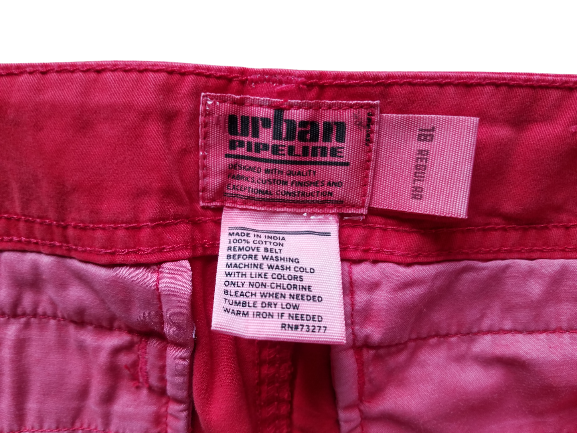 urban
PIPELINE
DESIGNED WITH QUALITY
FABRICS, CUSTOM FINISHES AND
EXCEPTIONAL CONSTRUCTION
18 REGULAR
MADE IN INDIA
100% COTTON
REMOVE BELT
BEFORE WASHING
MACHINE WASH COLD
WITH LIKE COLORS
ONLY NON-CHLORINE
BLEACH WHEN NEEDED
TUMBLE DRY LOW
WARM IRON IF NEEDED
RN#73277